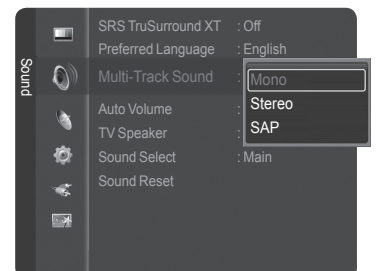 Sound
SRS TruSurround XT : Off
Preferred Language : English
Multi-Track Sound :
Mono
Stereo
SAP
Auto Volume :
TV Speaker :
Sound Select : Main
Sound Reset